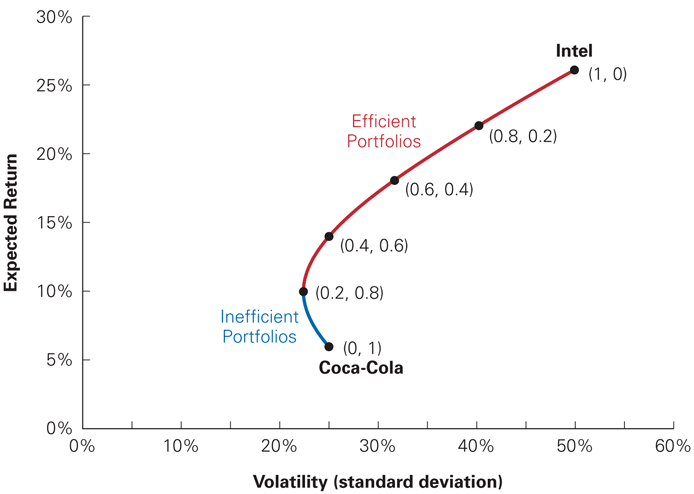 30%
Intel
(1, 0)
25%
Efficient
Portfolios
(0.8, 0.2)
20%
(0.6, 0.4)
Expected Return
15%
(0.4, 0.6)
10%
(0.2, 0.8)
Inefficient
Portfolios
5%
(0, 1)
Coca-Cola
0%
0%
10%
20%
30%
40%
50%
60%
Volatility (standard deviation)